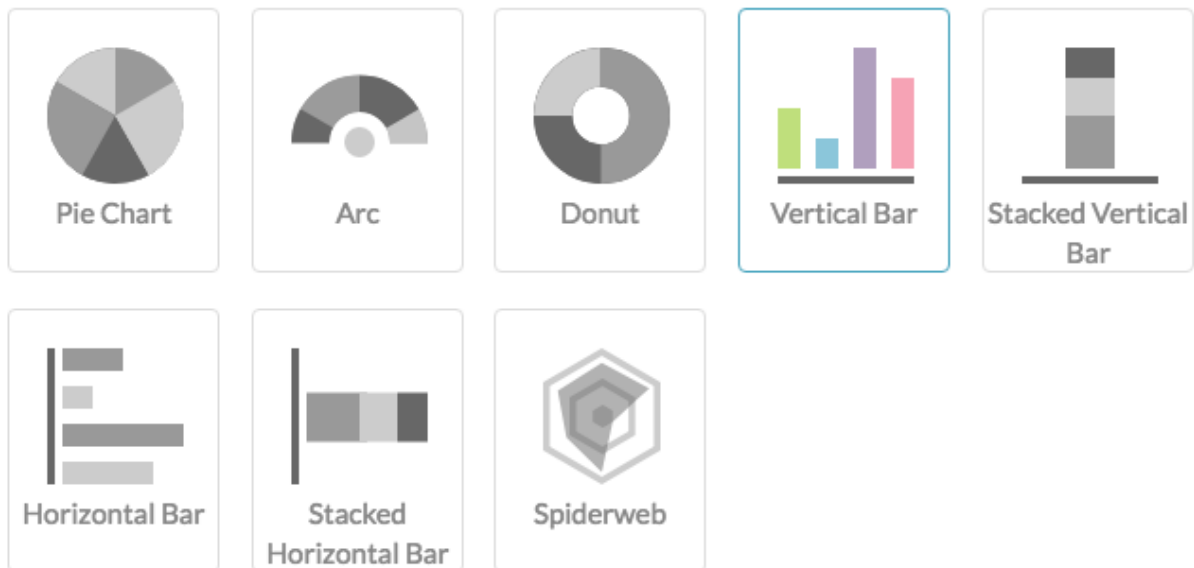 Pie Chart
Arc
Donut
Vertical Bar
Stacked Vertical
Bar
Horizontal Bar
Stacked
Horizontal Bar
Spiderweb